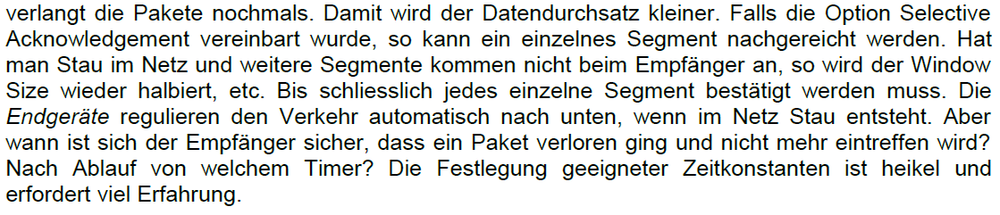 verlangt die Pakete nochmals. Damit wird der Datendurchsatz kleiner. Falls die Option Selective
Acknowledgement vereinbart wurde, so kann ein einzelnes Segment nachgereicht werden. Hat
man Stau im Netz und weitere Segmente kommen nicht beim Empfänger an, so wird der Window
Size wieder halbiert, etc. Bis schliesslich jedes einzelne Segment bestätigt werden muss. Die
Endgeräte regulieren den Verkehr automatisch nach unten, wenn im Netz Stau entsteht. Aber
wann ist sich der Empfänger sicher, dass ein Paket verloren ging und nicht mehr eintreffen wird?
Nach Ablauf von welchem Timer? Die Festlegung geeigneter Zeitkonstanten ist heikel und
erfordert viel Erfahrung.